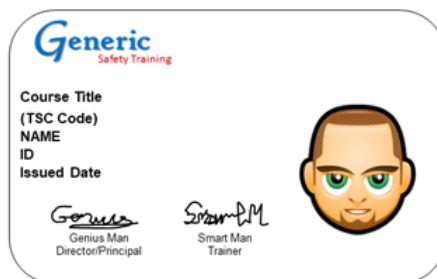 Generic
Safety Training
Course Title
(TSC Code)
NAME
ID
Issued Date
Genius Man
Director/Principal
Smart Man
Trainer